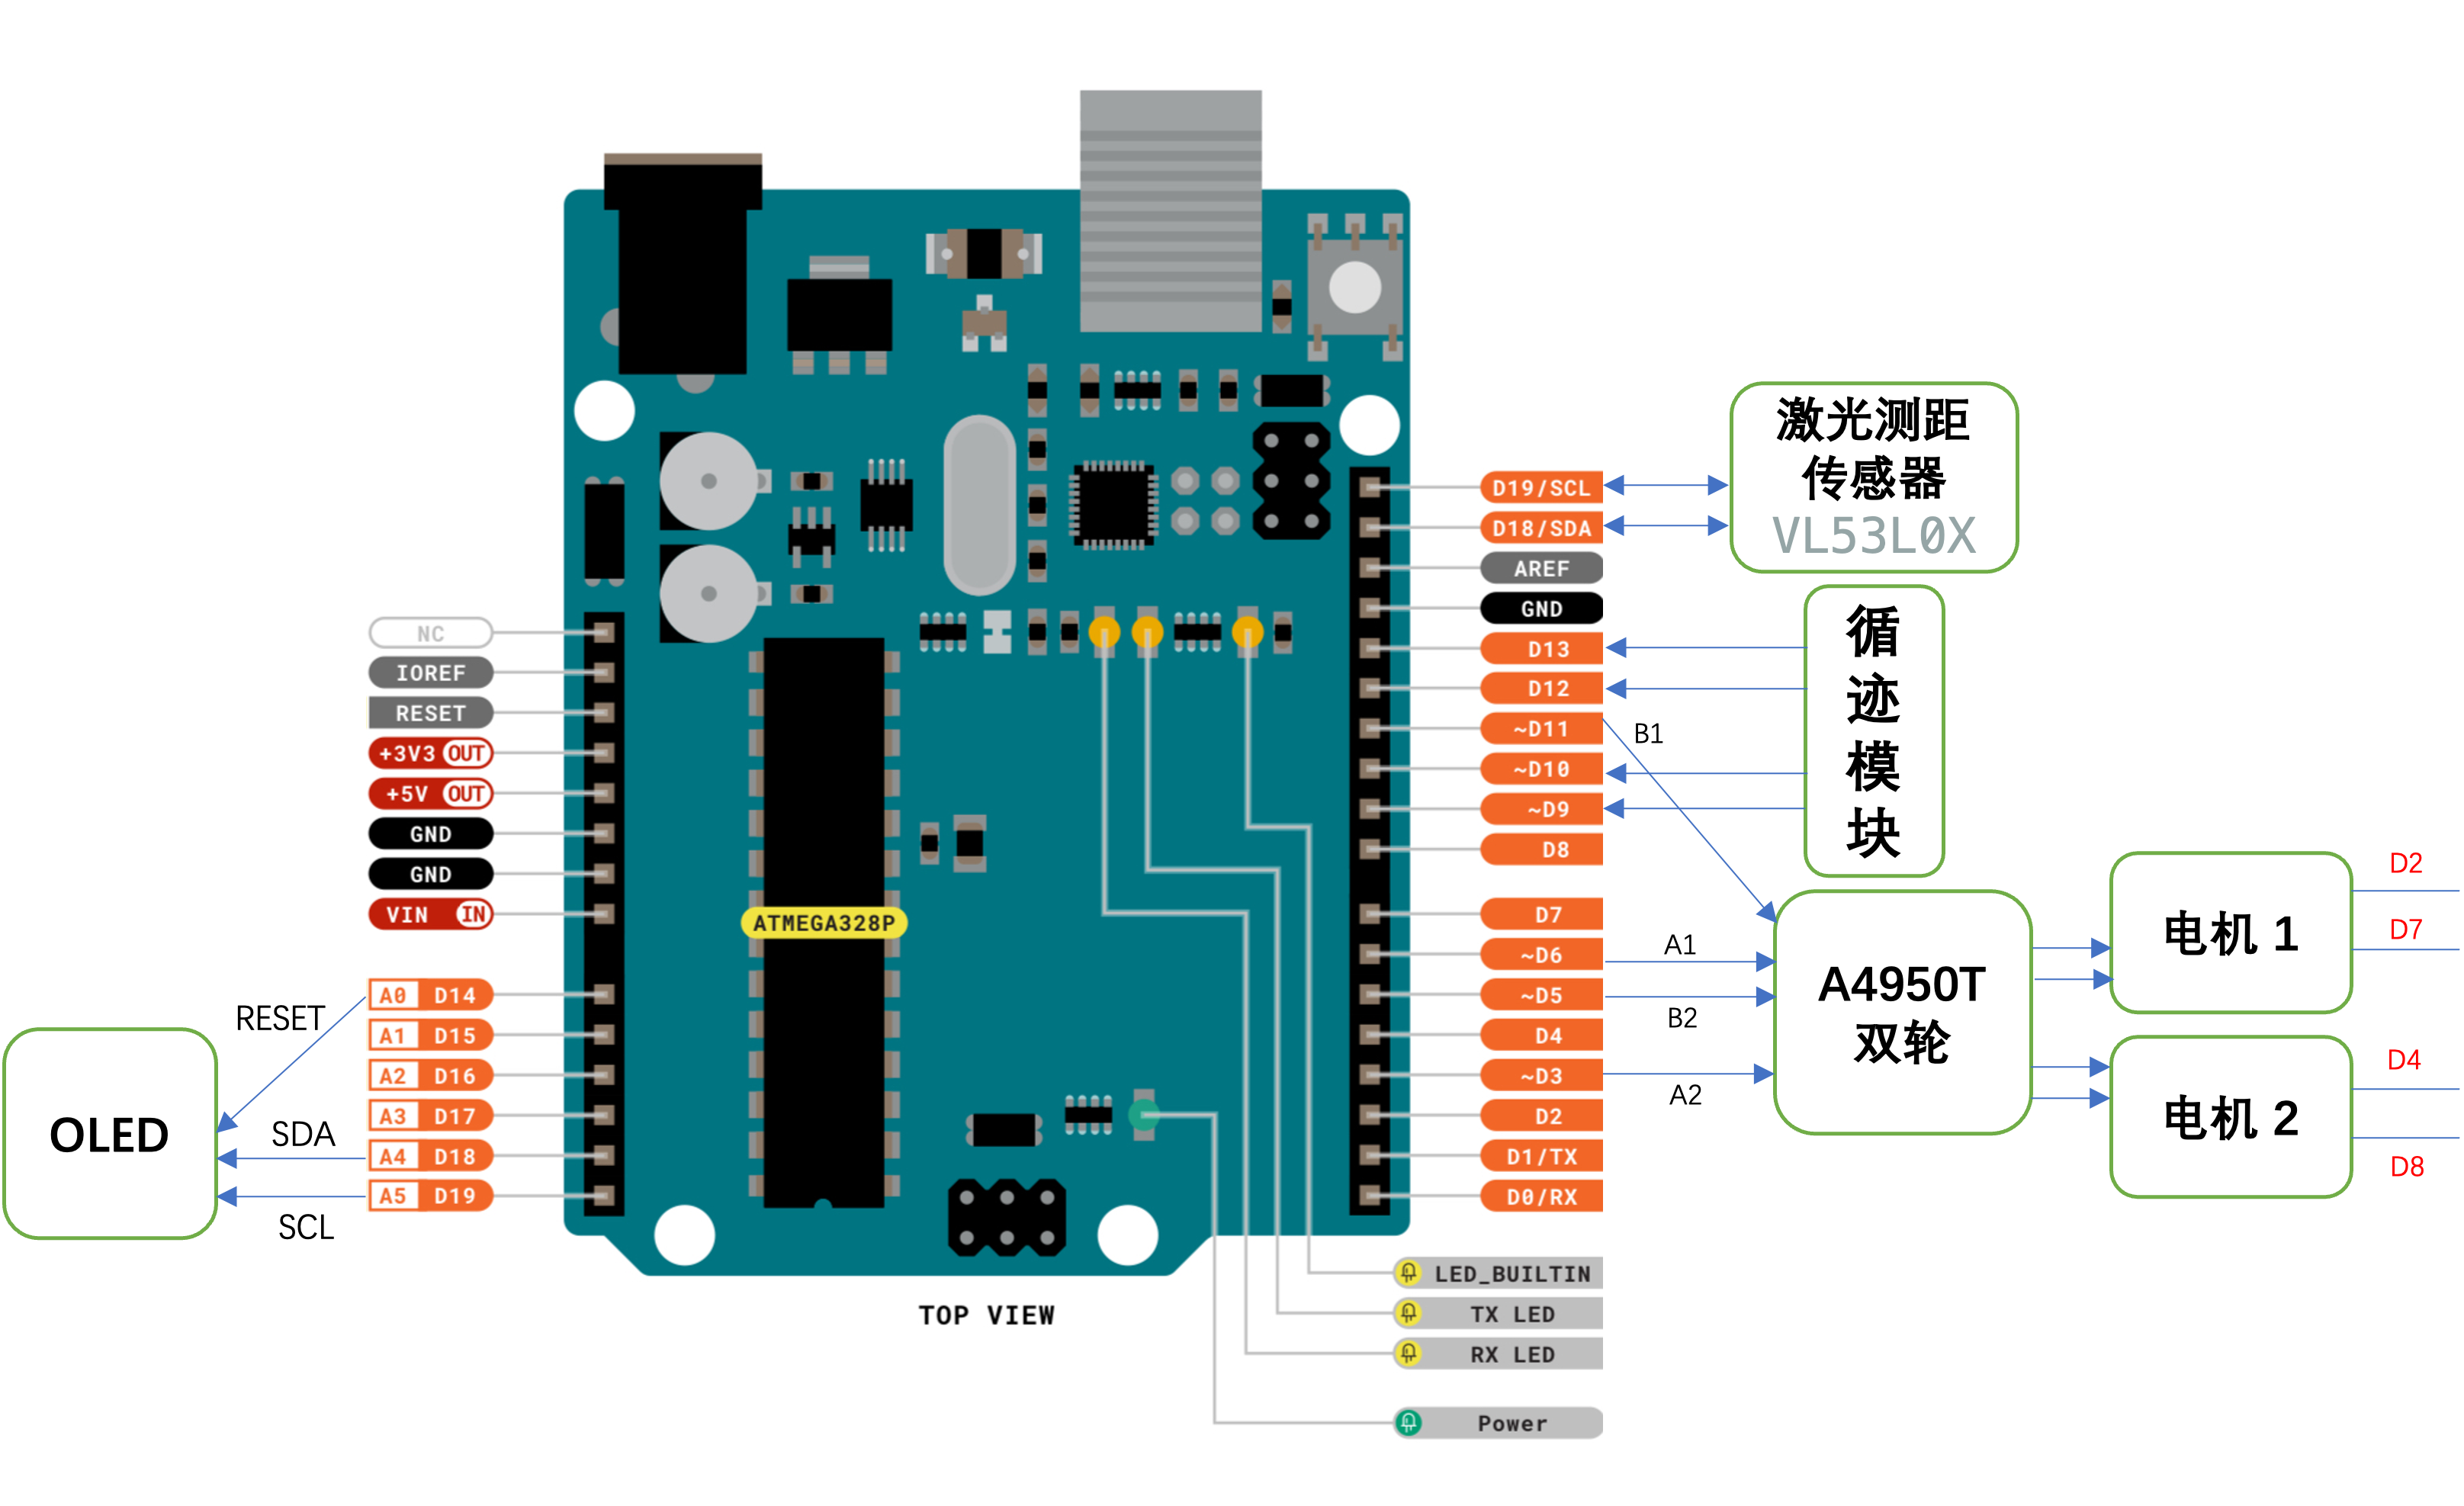 NC
IOREF
RESET
+3V3 OUT
+5V OUT
GND
GND
VIN IN
A0 D14
A1 D15
A2 D16
A3 D17
A4 D18
A5 D19
RESET
SDA
SCL
OLED
ATMEGA328P
TOP VIEW
D19/SCL
D18/SDA
AREF
GND
D13
D12
~D11
~D10
~D9
D8
D7
~D6
~D5
D4
~D3
D2
D1/TX
D0/RX
LED_BUILTIN
TX LED
RX LED
Power
激光测距
传感器
VL53L0X
循
迹
模
块
B1
A1
B2
A2
A4950T
双轮
电机 1
电机 2
D2
D7
D4
D8